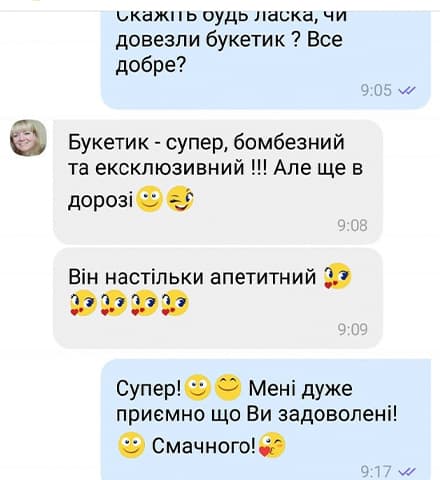 Скажіть будь ласка, чи
довезли букетик ? Все
добре?
9:05
Букетик - супер, бомбезний
та ексклюзивний !!! Але ще в
дорозі
9:08
Він настільки апетитний
9:09
Супер! Мені дуже
приємно що Ви задоволені!
Смачного!
9:17